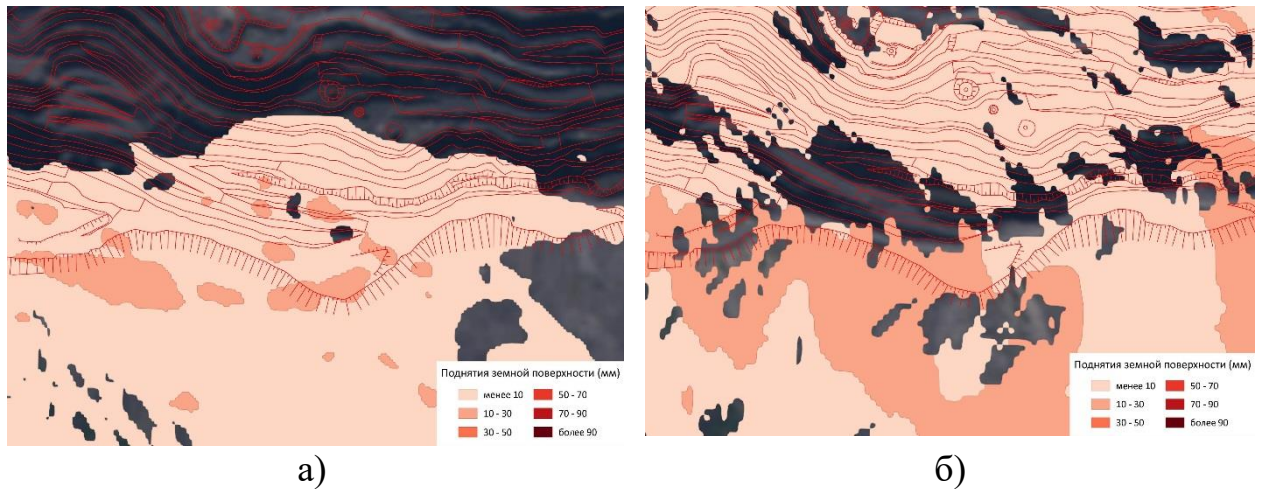 Поднятия земной поверхности (мм)
менее 10 50 - 70
10 - 30 70 - 90
30 - 50 более 90
Поднятия земной поверхности (мм)
менее 10 50 - 70
10 - 30 70 - 90
30 - 50 более 90
а) б)